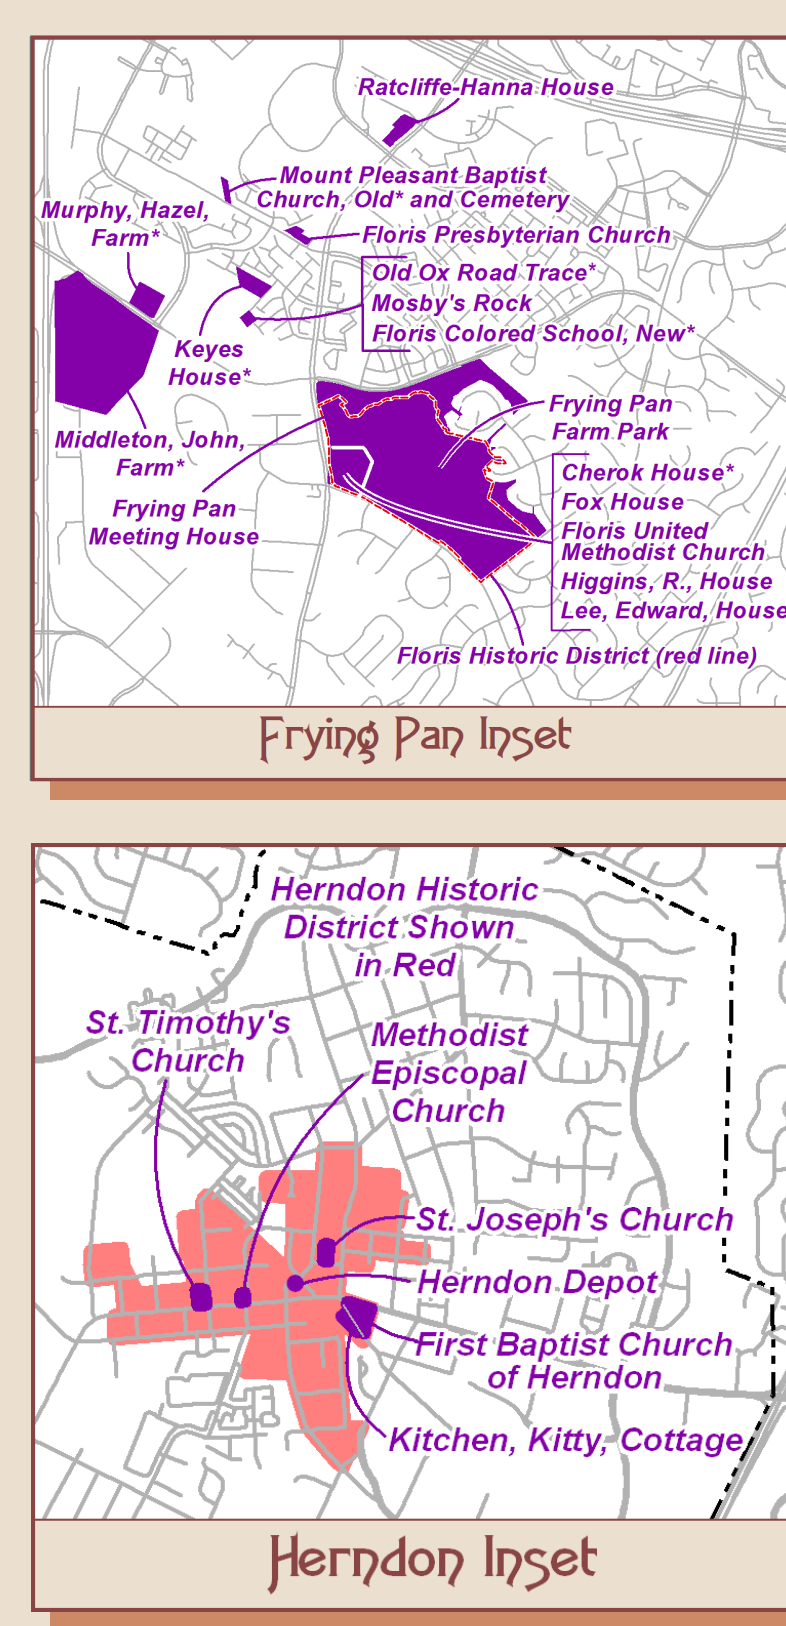 Ratcliffe-Hanna House
Mount Pleasant Baptist
Church, Old* and Cemetery
Murphy, Hazel,
Farm*
Floris Presbyterian Church
Old Ox Road Trace*
Mosby's Rock
Floris Colored School, New*
Keyes
House*
Frying Pan
Farm Park
Middleton, John,
Farm*
Cherok House*
Fox House
Floris United
Methodist Church
Higgins, R., House
Lee, Edward, House
Frying Pan
Meeting House
Floris Historic District (red line)
Frying Pan Inset
Herndon Historic
District Shown
in Red
St. Timothy's
Church
Methodist
Episcopal
Church
St. Joseph's Church
Herndon Depot
First Baptist Church
of Herndon
Kitchen, Kitty, Cottage
Herndon Inset